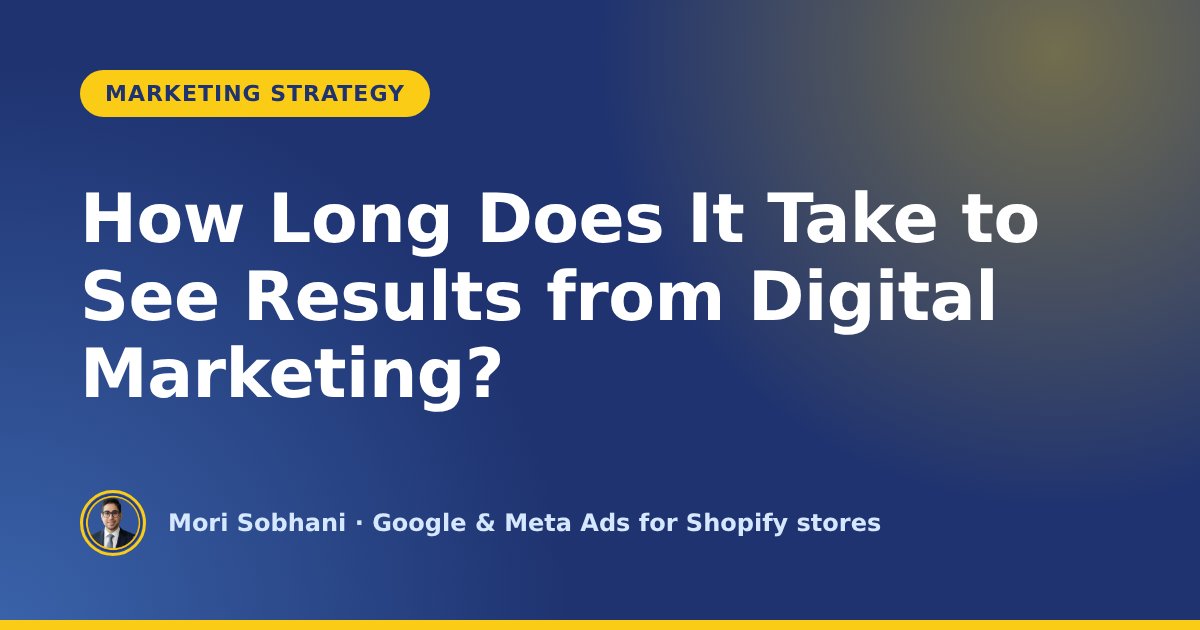 MARKETING STRATEGY
How Long Does It Take to
See Results from Digital
Marketing?
Mori Sobhani · Google & Meta Ads for Shopify stores